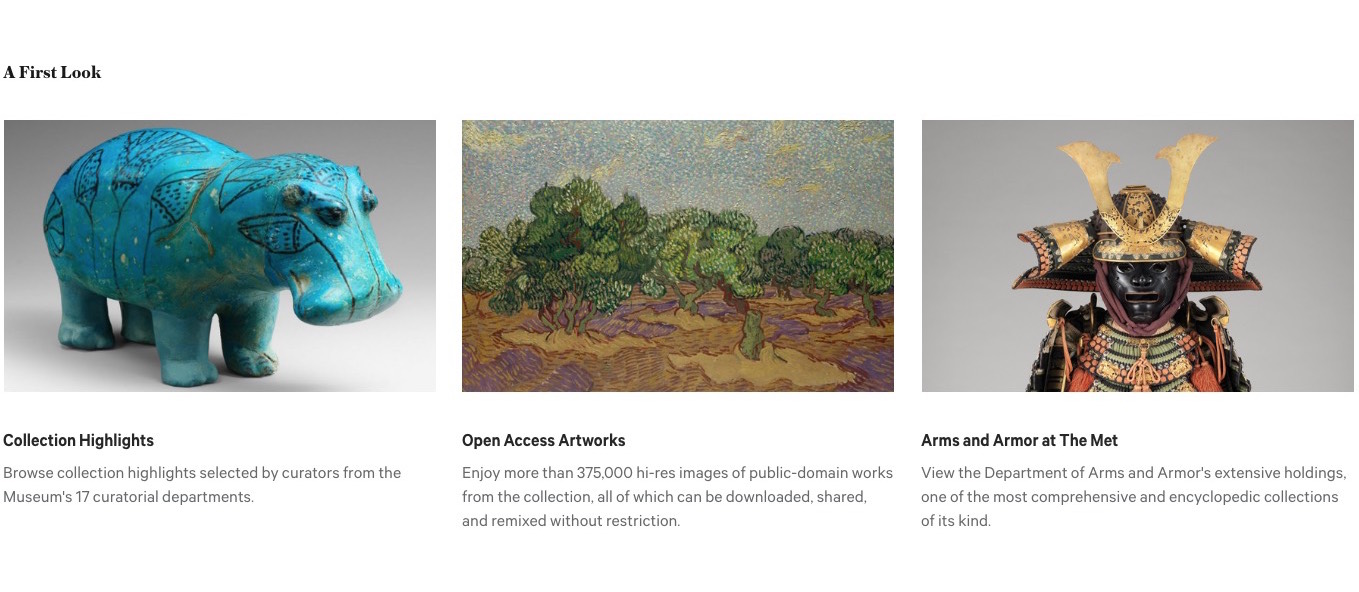 A First Look
Collection Highlights
Browse collection highlights selected by curators from the
Museum's 17 curatorial departments.
Open Access Artworks
Enjoy more than 375,000 hi-res images of public-domain works
from the collection, all of which can be downloaded, shared,
and remixed without restriction.
Arms and Armor at The Met
View the Department of Arms and Armor's extensive holdings,
one of the most comprehensive and encyclopedic collections
of its kind.